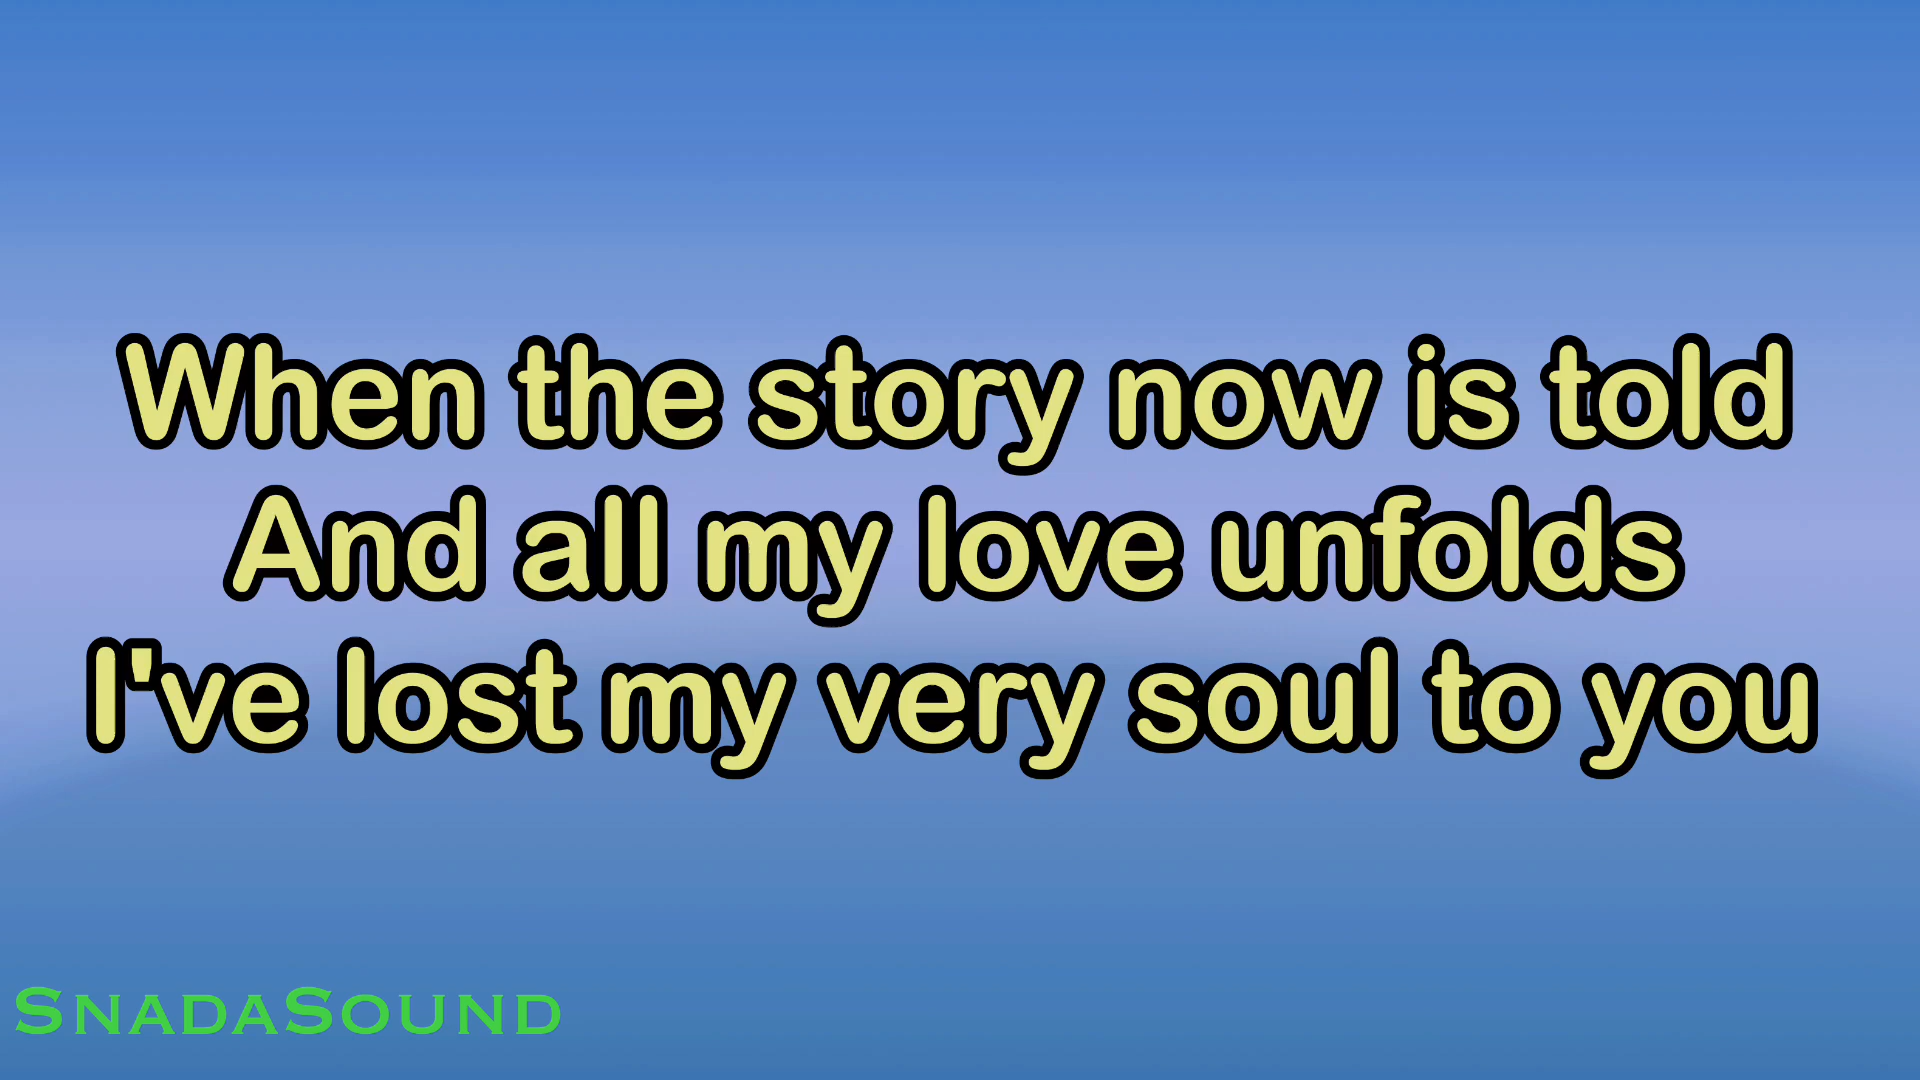 When the story now is told
And all my love unfolds
I've lost my very soul to you
SnadaSound